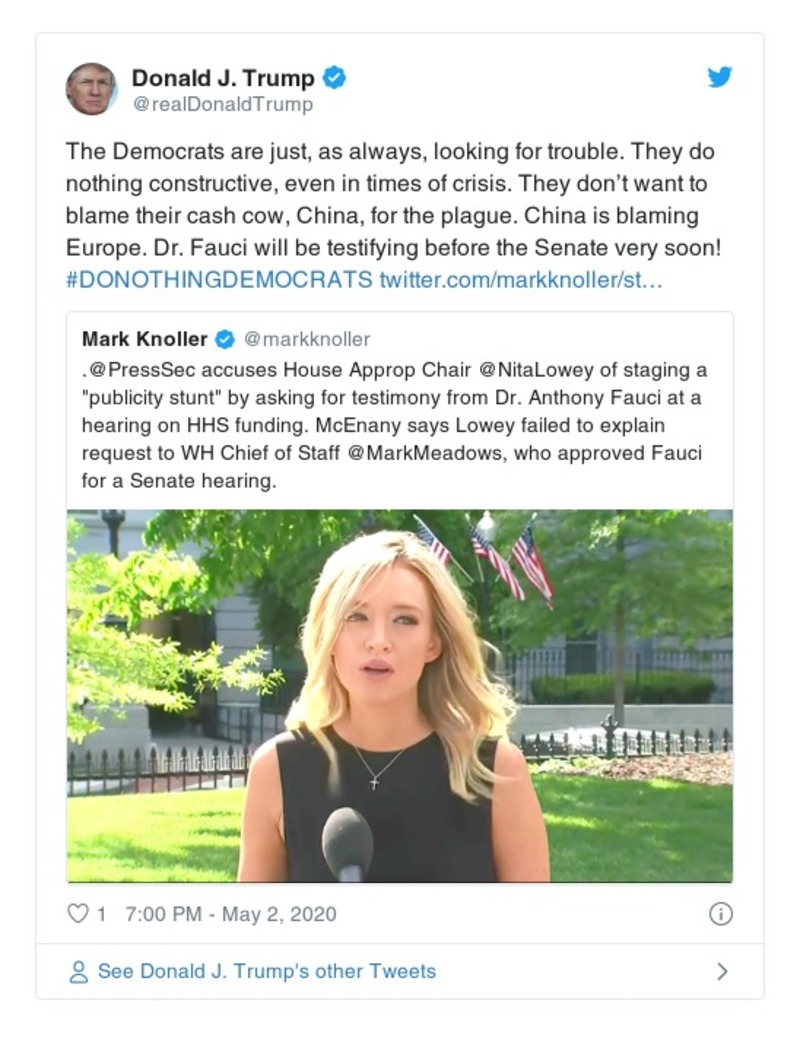 Donald J. Trump
@realDonaldTrump
The Democrats are just, as always, looking for trouble. They do
nothing constructive, even in times of crisis. They don’t want to
blame their cash cow, China, for the plague. China is blaming
Europe. Dr. Fauci will be testifying before the Senate very soon!
#DONOTHINGDEMOCRATS twitter.com/markknoller/st…
Mark Knoller @markknoller
.@PressSec accuses House Approp Chair @NitaLowey of staging a
"publicity stunt" by asking for testimony from Dr. Anthony Fauci at a
hearing on HHS funding. McEnany says Lowey failed to explain
request to WH Chief of Staff @MarkMeadows, who approved Fauci
for a Senate hearing.
1 7:00 PM - May 2, 2020
See Donald J. Trump's other Tweets